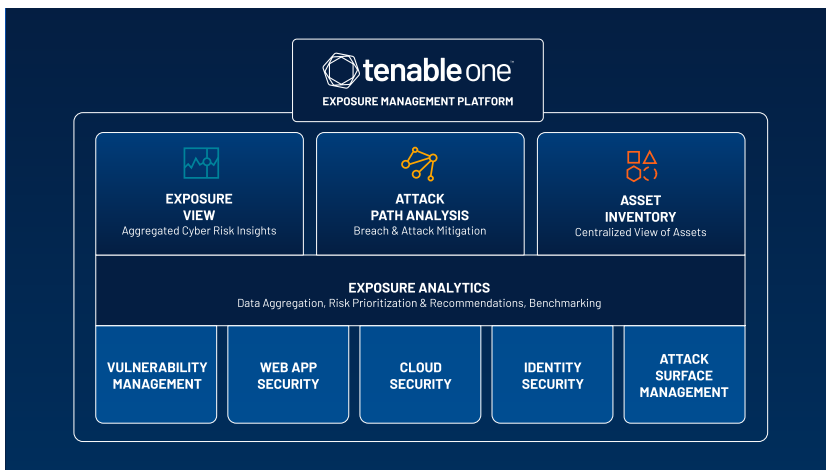 tenable one™
EXPOSURE MANAGEMENT PLATFORM
EXPOSURE
VIEW
Aggregated Cyber Risk Insights
ATTACK
PATH ANALYSIS
Breach & Attack Mitigation
ASSET
INVENTORY
Centralized View of Assets
EXPOSURE ANALYTICS
Data Aggregation, Risk Prioritization & Recommendations, Benchmarking
VULNERABILITY
MANAGEMENT
WEB APP
SECURITY
CLOUD
SECURITY
IDENTITY
SECURITY
ATTACK
SURFACE
MANAGEMENT